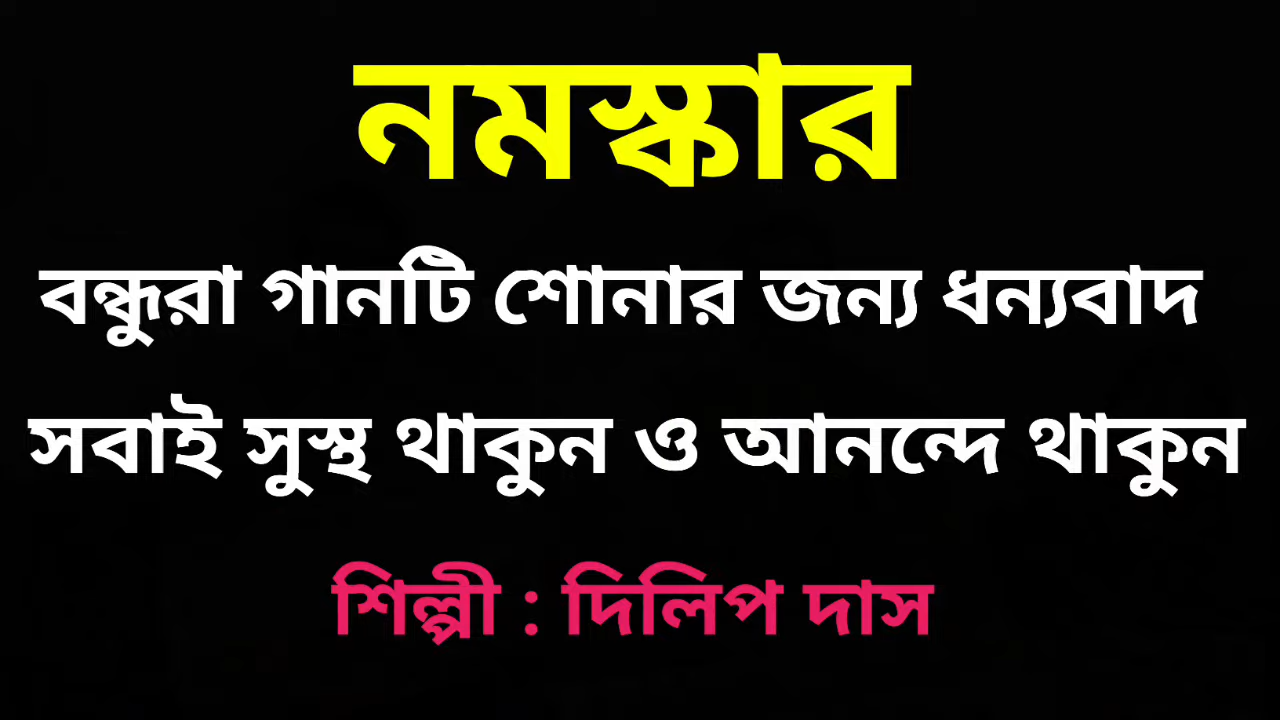 নমস্কার
বন্ধুরা গানটি শোনার জন্য ধন্যবাদ
সবাই সুস্থ থাকুন ও আনন্দে থাকুন
শিল্পী : দিলিপ দাস